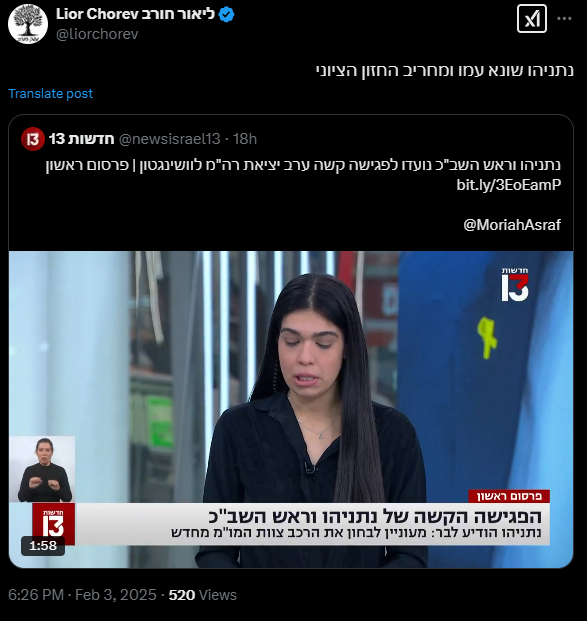 Lior Chorev ליאור חורב
@liorchorev
נתניהו שונא עמו ומחריב החזון הציוני
Translate post
חדשות 13 @newsisrael13 · 18h
נתניהו וראש השב"כ נועדו לפגישה קשה ערב יציאת רה"מ לוושינגטון | פרסום ראשון
bit.ly/3EoEamP
@MoriahAsraf
חדשות
13
פרסום ראשון
הפגישה הקשה של נתניהו וראש השב"כ
נתניהו הודיע לבר: מעוניין לבחון את הרכב צוות המו"מ מחדש
חדשות
13
1:58
6:26 PM · Feb 3, 2025 · 520 Views